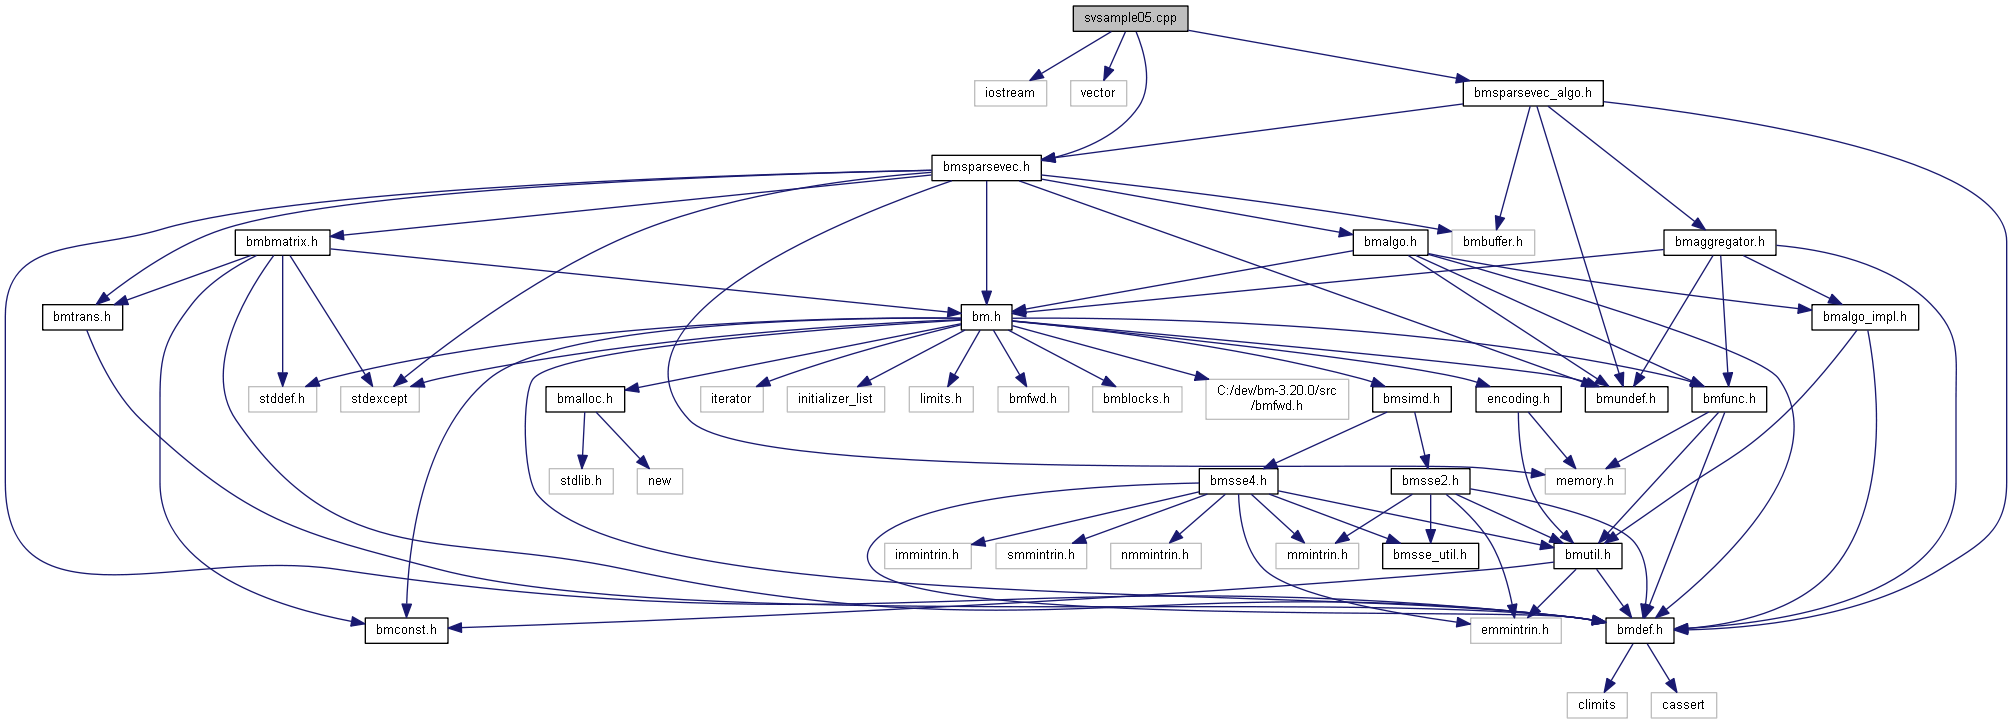 svsample05.cpp
iostream
vector
bmsparsevec_algo.h
bmsparsevec.h
bmbmatrix.h
bmalgo.h
bmbuffer.h
bmaggregator.h
bmtrans.h
bm.h
bmalgo_impl.h
stddef.h
stdexcept
bmalloc.h
iterator
initializer_list
limits.h
bmfwd.h
bmblocks.h
C:/dev/bm-3.20.0/src
/bmfwd.h
bmsimd.h
encoding.h
bmundef.h
bmfunc.h
stdlib.h
new
bmsse4.h
bmsse2.h
memory.h
immintrin.h
smmintrin.h
nmmintrin.h
mmintrin.h
bmsse_util.h
bmutil.h
bmconst.h
emmintrin.h
bmdef.h
climits
cassert